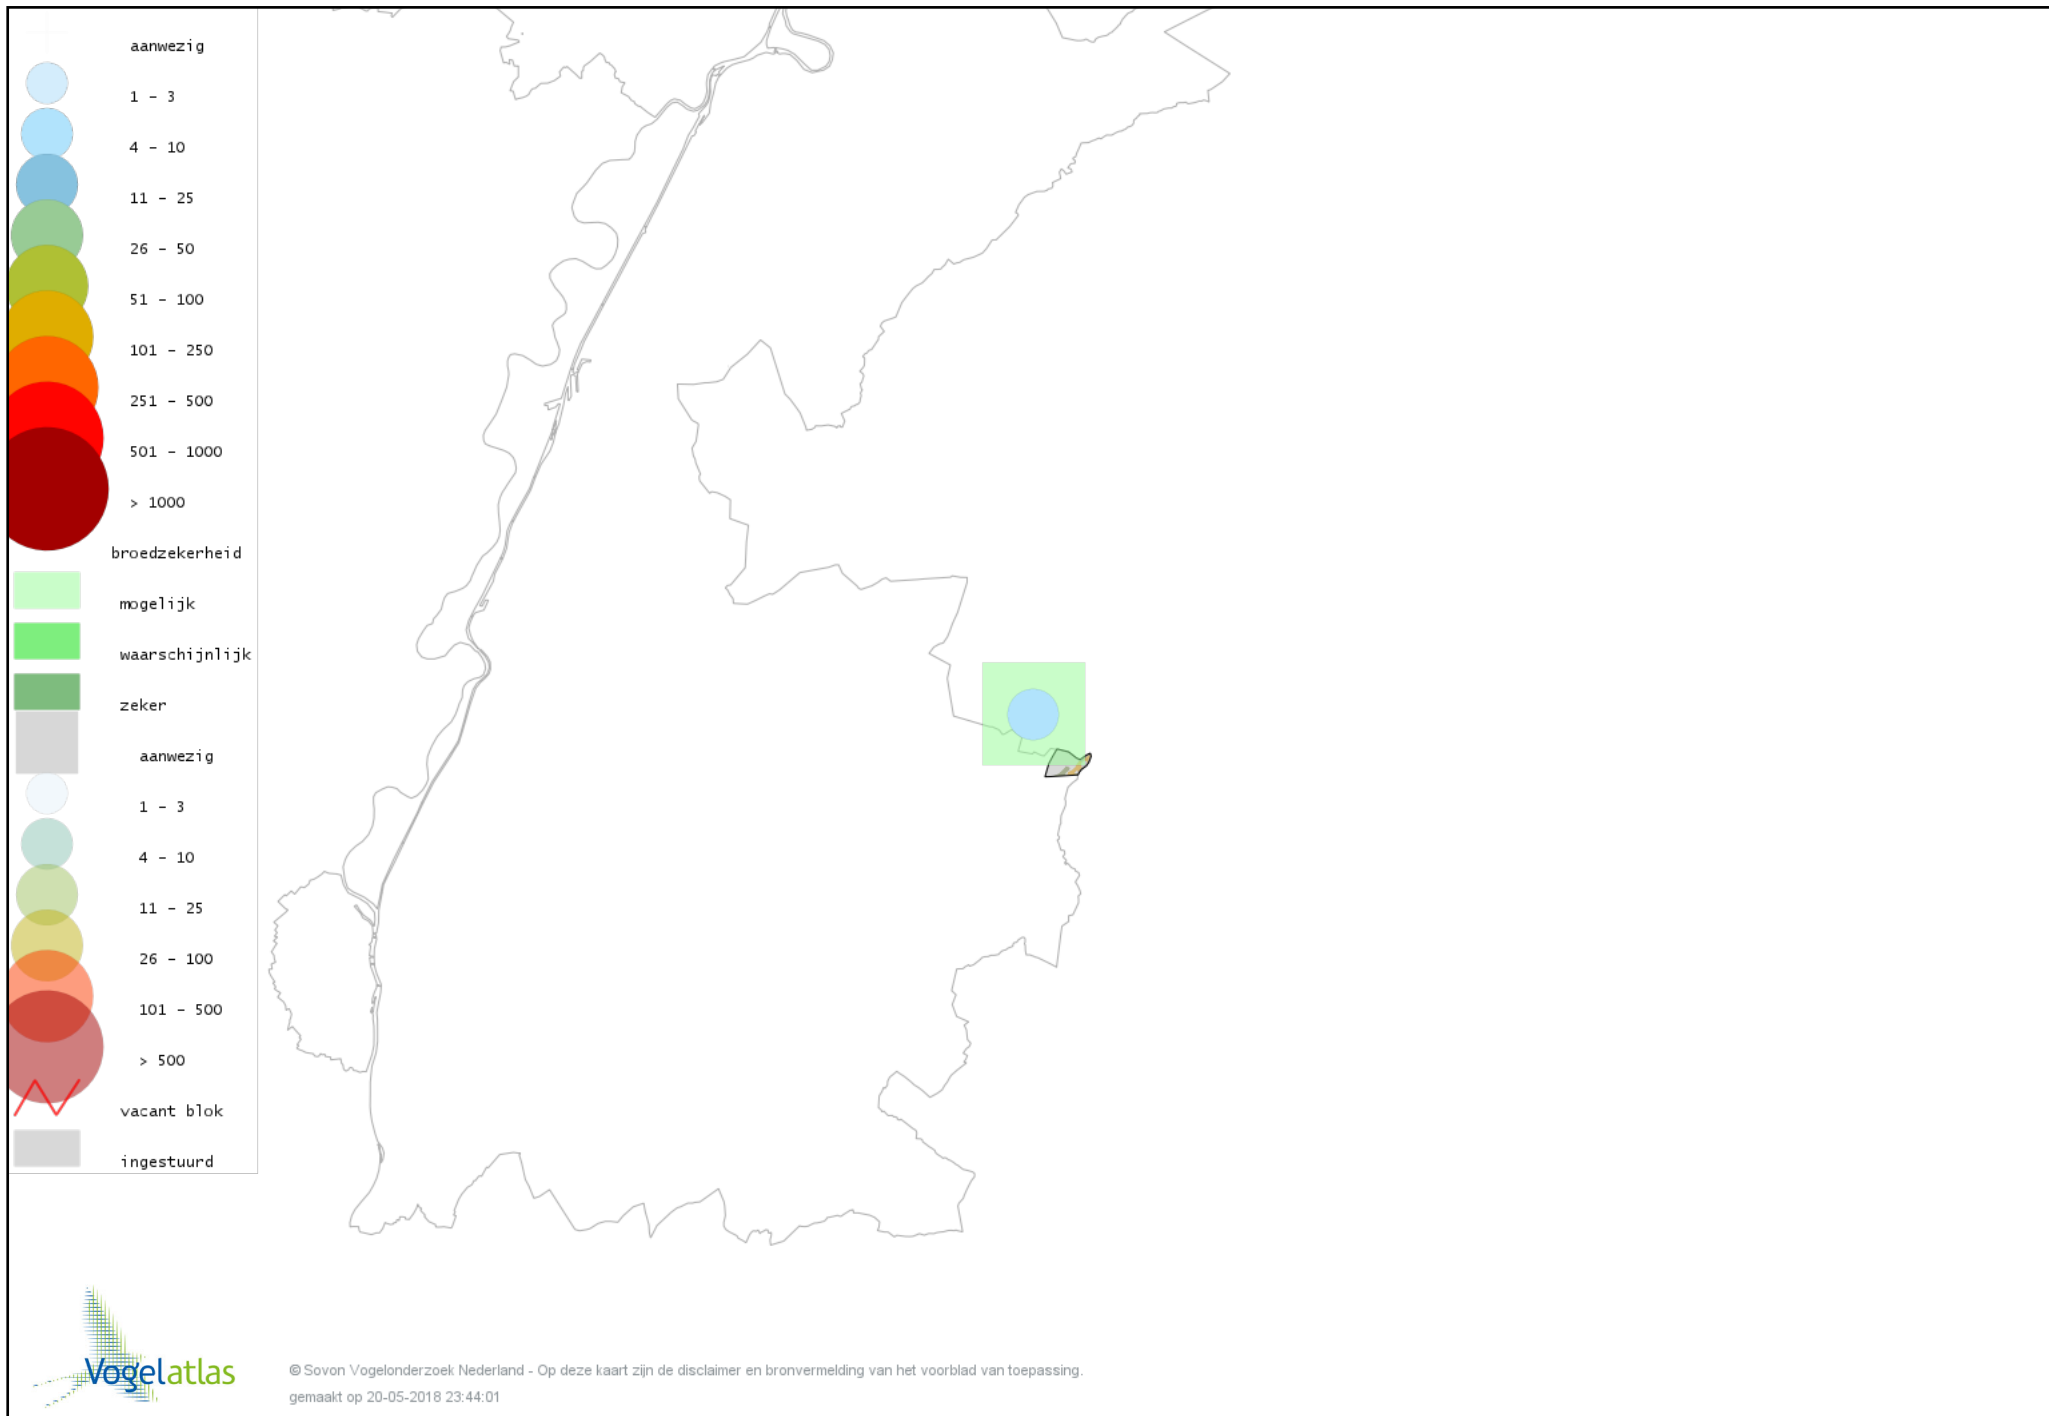 aanwezig
1 - 3
4 - 10
11 - 25
26 - 50
51 - 100
101 - 250
251 - 500
501 - 1000
> 1000
broedzekerheid
mogelijk
waarschijnlijk
zeker
aanwezig
1 - 3
4 - 10
11 - 25
26 - 100
101 - 500
> 500
vacant blok
ingestuurd
Vogelatlas
© Sovon Vogelonderzoek Nederland - Op deze kaart zijn de disclaimer en bronvermelding van het voorblad van toepassing.
gemaakt op 20-05-2018 23:44:01